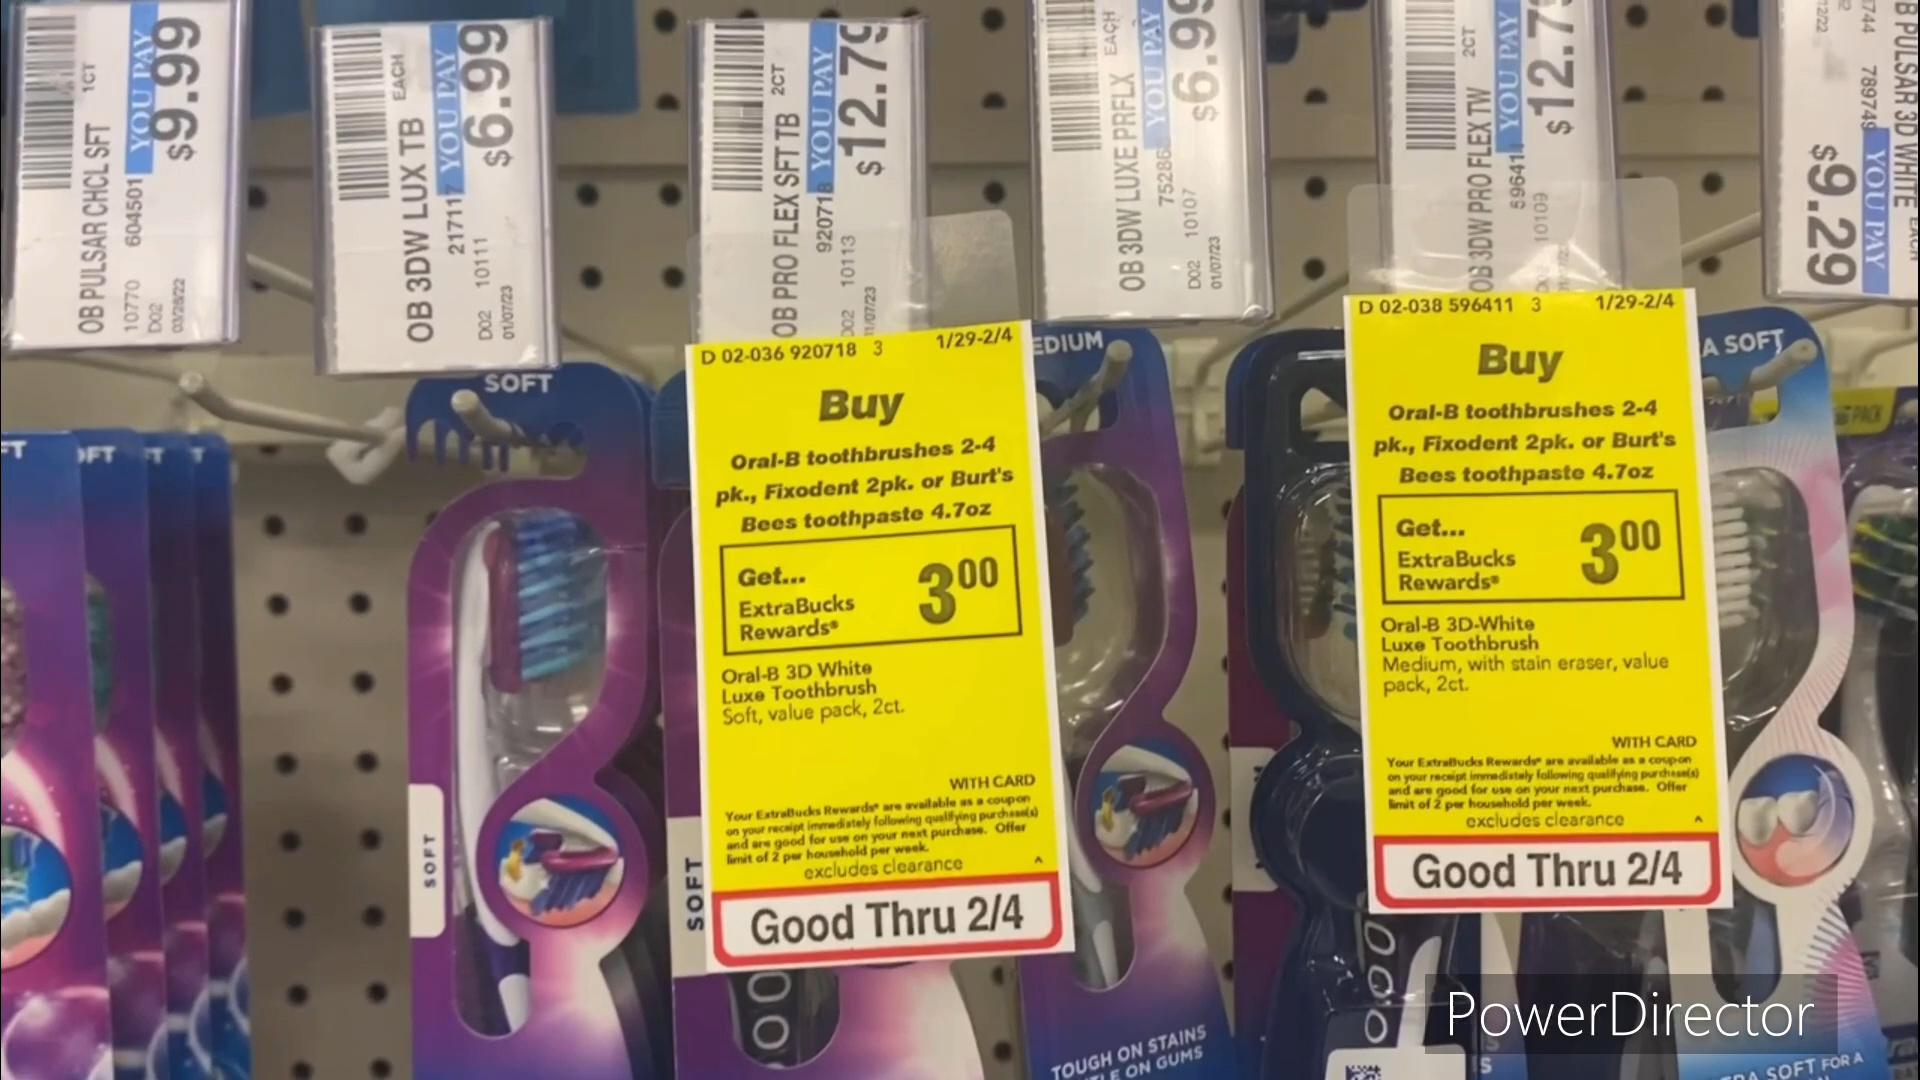 OB PULSAR CHCL SFT 1CT
10770 604501
D02
03/28/22
YOU PAY
$9.99
OB 3DW LUX TB EACH
217117
D02 10111
01/07/23
YOU PAY
$6.99
OB PRO FLEX SFT TB 2CT
920718
D02 10113
YOU PAY
$12.79
OB 3DW LUXE PRFLX EACH
75286
D02 10107
01/07/23
YOU PAY
$6.99
OB 3DW PRO FLEX TW 2CT
596411
10109
YOU PAY
B PULSAR 3D WHITE
789749
YOU PAY
$9.29
D 02-036 920718 3 1/29-2/4
Buy
Oral-B toothbrushes 2-4
pk., Fixodent 2pk. or Burt's
Bees toothpaste 4.7oz
Get...
ExtraBucks
Rewards®
3 00
Oral-B 3D White
Luxe Toothbrush
Soft, value pack, 2ct.
WITH CARD
Your ExtraBucks Rewards® are available as a coupon
on your receipt immediately following qualifying purchase(s)
and are good for use on your next purchase. Offer
limit of 2 per household per week.
excludes clearance ^
Good Thru 2/4
D 02-038 596411 3 1/29-2/4
Buy
Oral-B toothbrushes 2-4
pk., Fixodent 2pk. or Burt's
Bees toothpaste 4.7oz
Get...
ExtraBucks
Rewards®
3 00
Oral-B 3D-White
Luxe Toothbrush
Medium, with stain eraser, value
pack, 2ct.
WITH CARD
Your ExtraBucks Rewards® are available as a coupon
on your receipt immediately following qualifying purchase(s)
and are good for use on your next purchase. Offer
limit of 2 per household per week.
excludes clearance ^
Good Thru 2/4
SOFT
SOFT
SOFT
EDIUM
A SOFT
TOUGH ON STAINS
ON GUMS
SOFT FOR A
PowerDirector